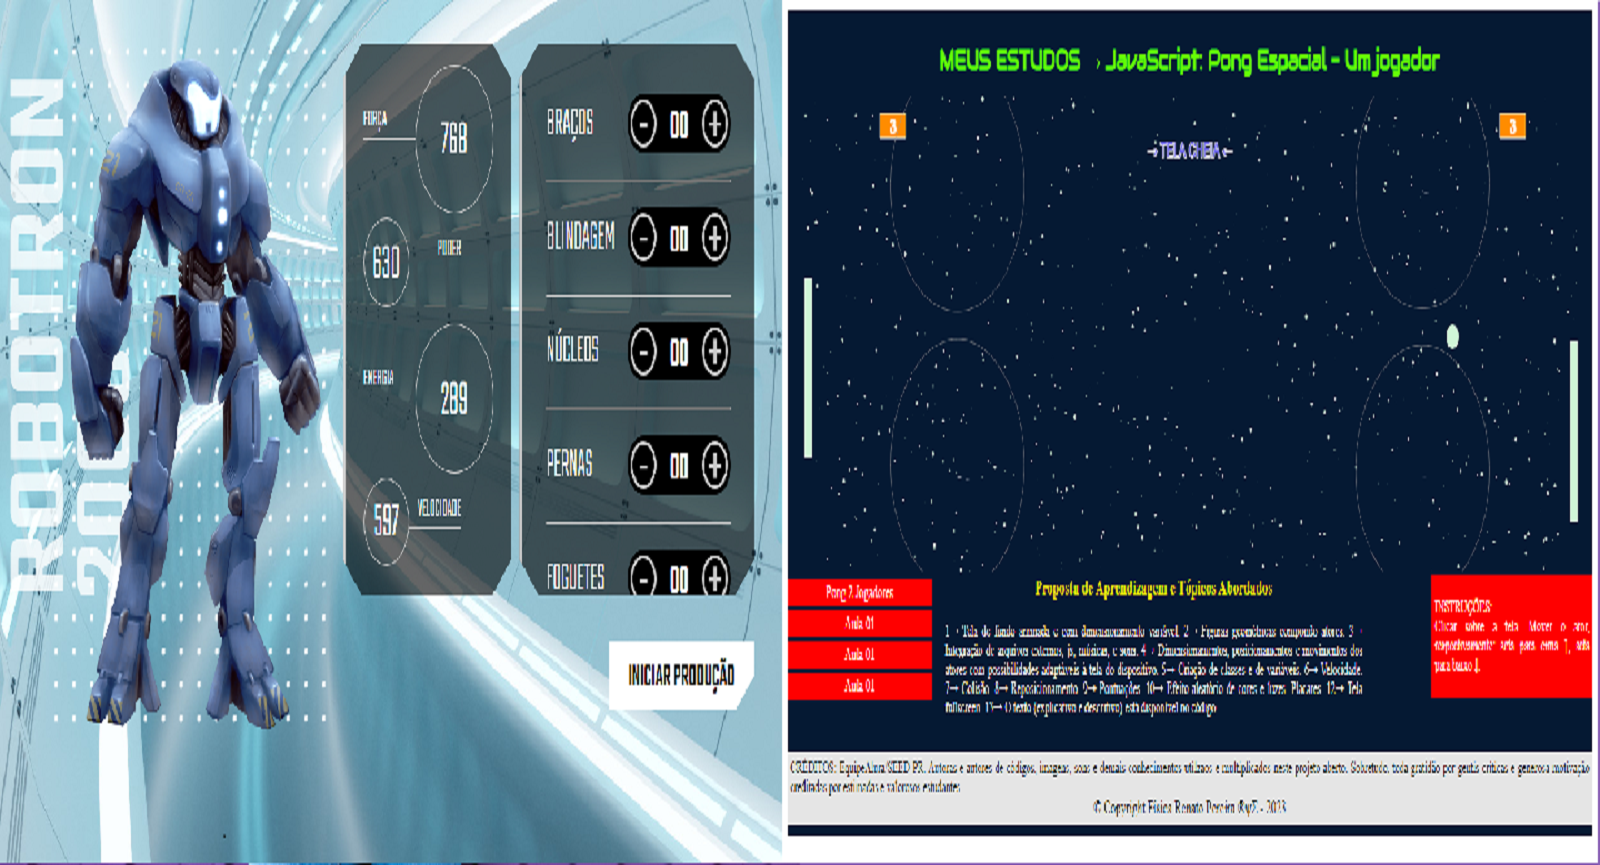 ROBOTRON
2000
FORÇA
768
630
PODER
ENERGIA
289
597
VELOCIDADE
BRAÇOS
- 00 +
BLINDAGEM
- 00 +
NÚCLEOS
- 00 +
PERNAS
- 00 +
FOGUETES
- 00 +
INICIAR PRODUÇÃO
MEUS ESTUDOS → JavaScript: Pong Espacial - Um jogador
3
3
→TELA CHEIA←
Pong 2 Jogadores
Aula 01
Aula 01
Aula 01
Proposta de Aprendizagem e Tópicos Abordados
1 → Tela do fundo animada e com dimensionamento variável. 2 → Figuras geométricas compondo atores. 3 →
Integração de arquivos externos, js, músicas, e sons. 4 → Dimensionamentos, posicionamentos e movimentos dos
atores com possibilidades adaptáveis à tela do dispositivo. 5→ Criação de classes e de variáveis. 6→ Velocidade.
7→ Colisão. 8→ Reposicionamento. 9→ Pontuações. 10→ Efeito aleatório de cores e luzes. Placares. 12→ Tela
fullscreen. 13→ O texto (explicativo e descritivo) está disponível no código.
INSTRUÇÕES:
Clicar sobre a tela. Mover o ator,
respectivamente: seta para cima ↑, seta
para baixo ↓.
CRÉDITOS: Equipe Alura/SEED PR. Autoras e autores de códigos, imagens, sons e demais conhecimentos utilizados e multiplicados neste projeto aberto. Sobretudo, toda gratidão por gentis críticas e generosa motivação
creditadas por estimadas e valorosos estudantes.
© Copyright Física Renato Pereira - 2023